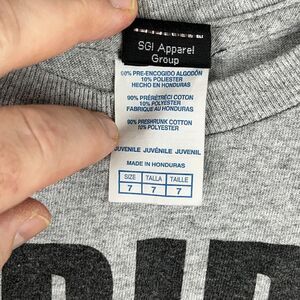 SGI Apparel
Group
90% PRE-ENCOGIDO ALGODÓN
10% POLIESTER
HECHO EN HONDURAS
90% PRÉRÉTRÉCI COTON
10% POLYESTER
FABRIQUÉ AU HONDURAS
90% PRESHRUNK COTTON
10% POLYESTER
JUVENILE JUVÉNILE JUVENIL
MADE IN HONDURAS
SIZE TALLA TAILLE
7 7 7